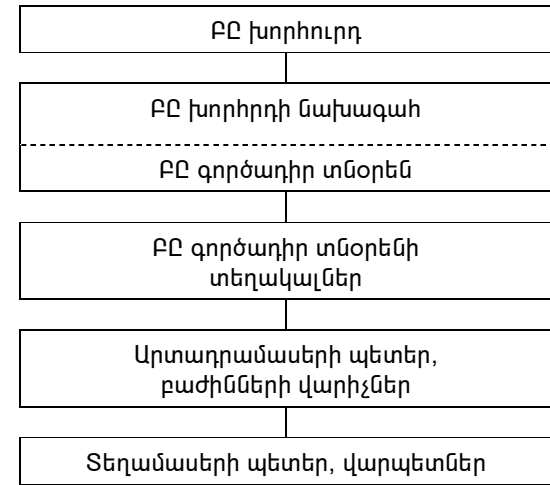 ԲԸ խորհուրդ
ԲԸ խորհրդի նախագահ
ԲԸ գործադիր տնօրեն
ԲԸ գործադիր տնօրենի
տեղակալներ
Արտադրամասերի պետեր,
բաժինների վարիչներ
Տեղամասերի պետեր, վարպետներ